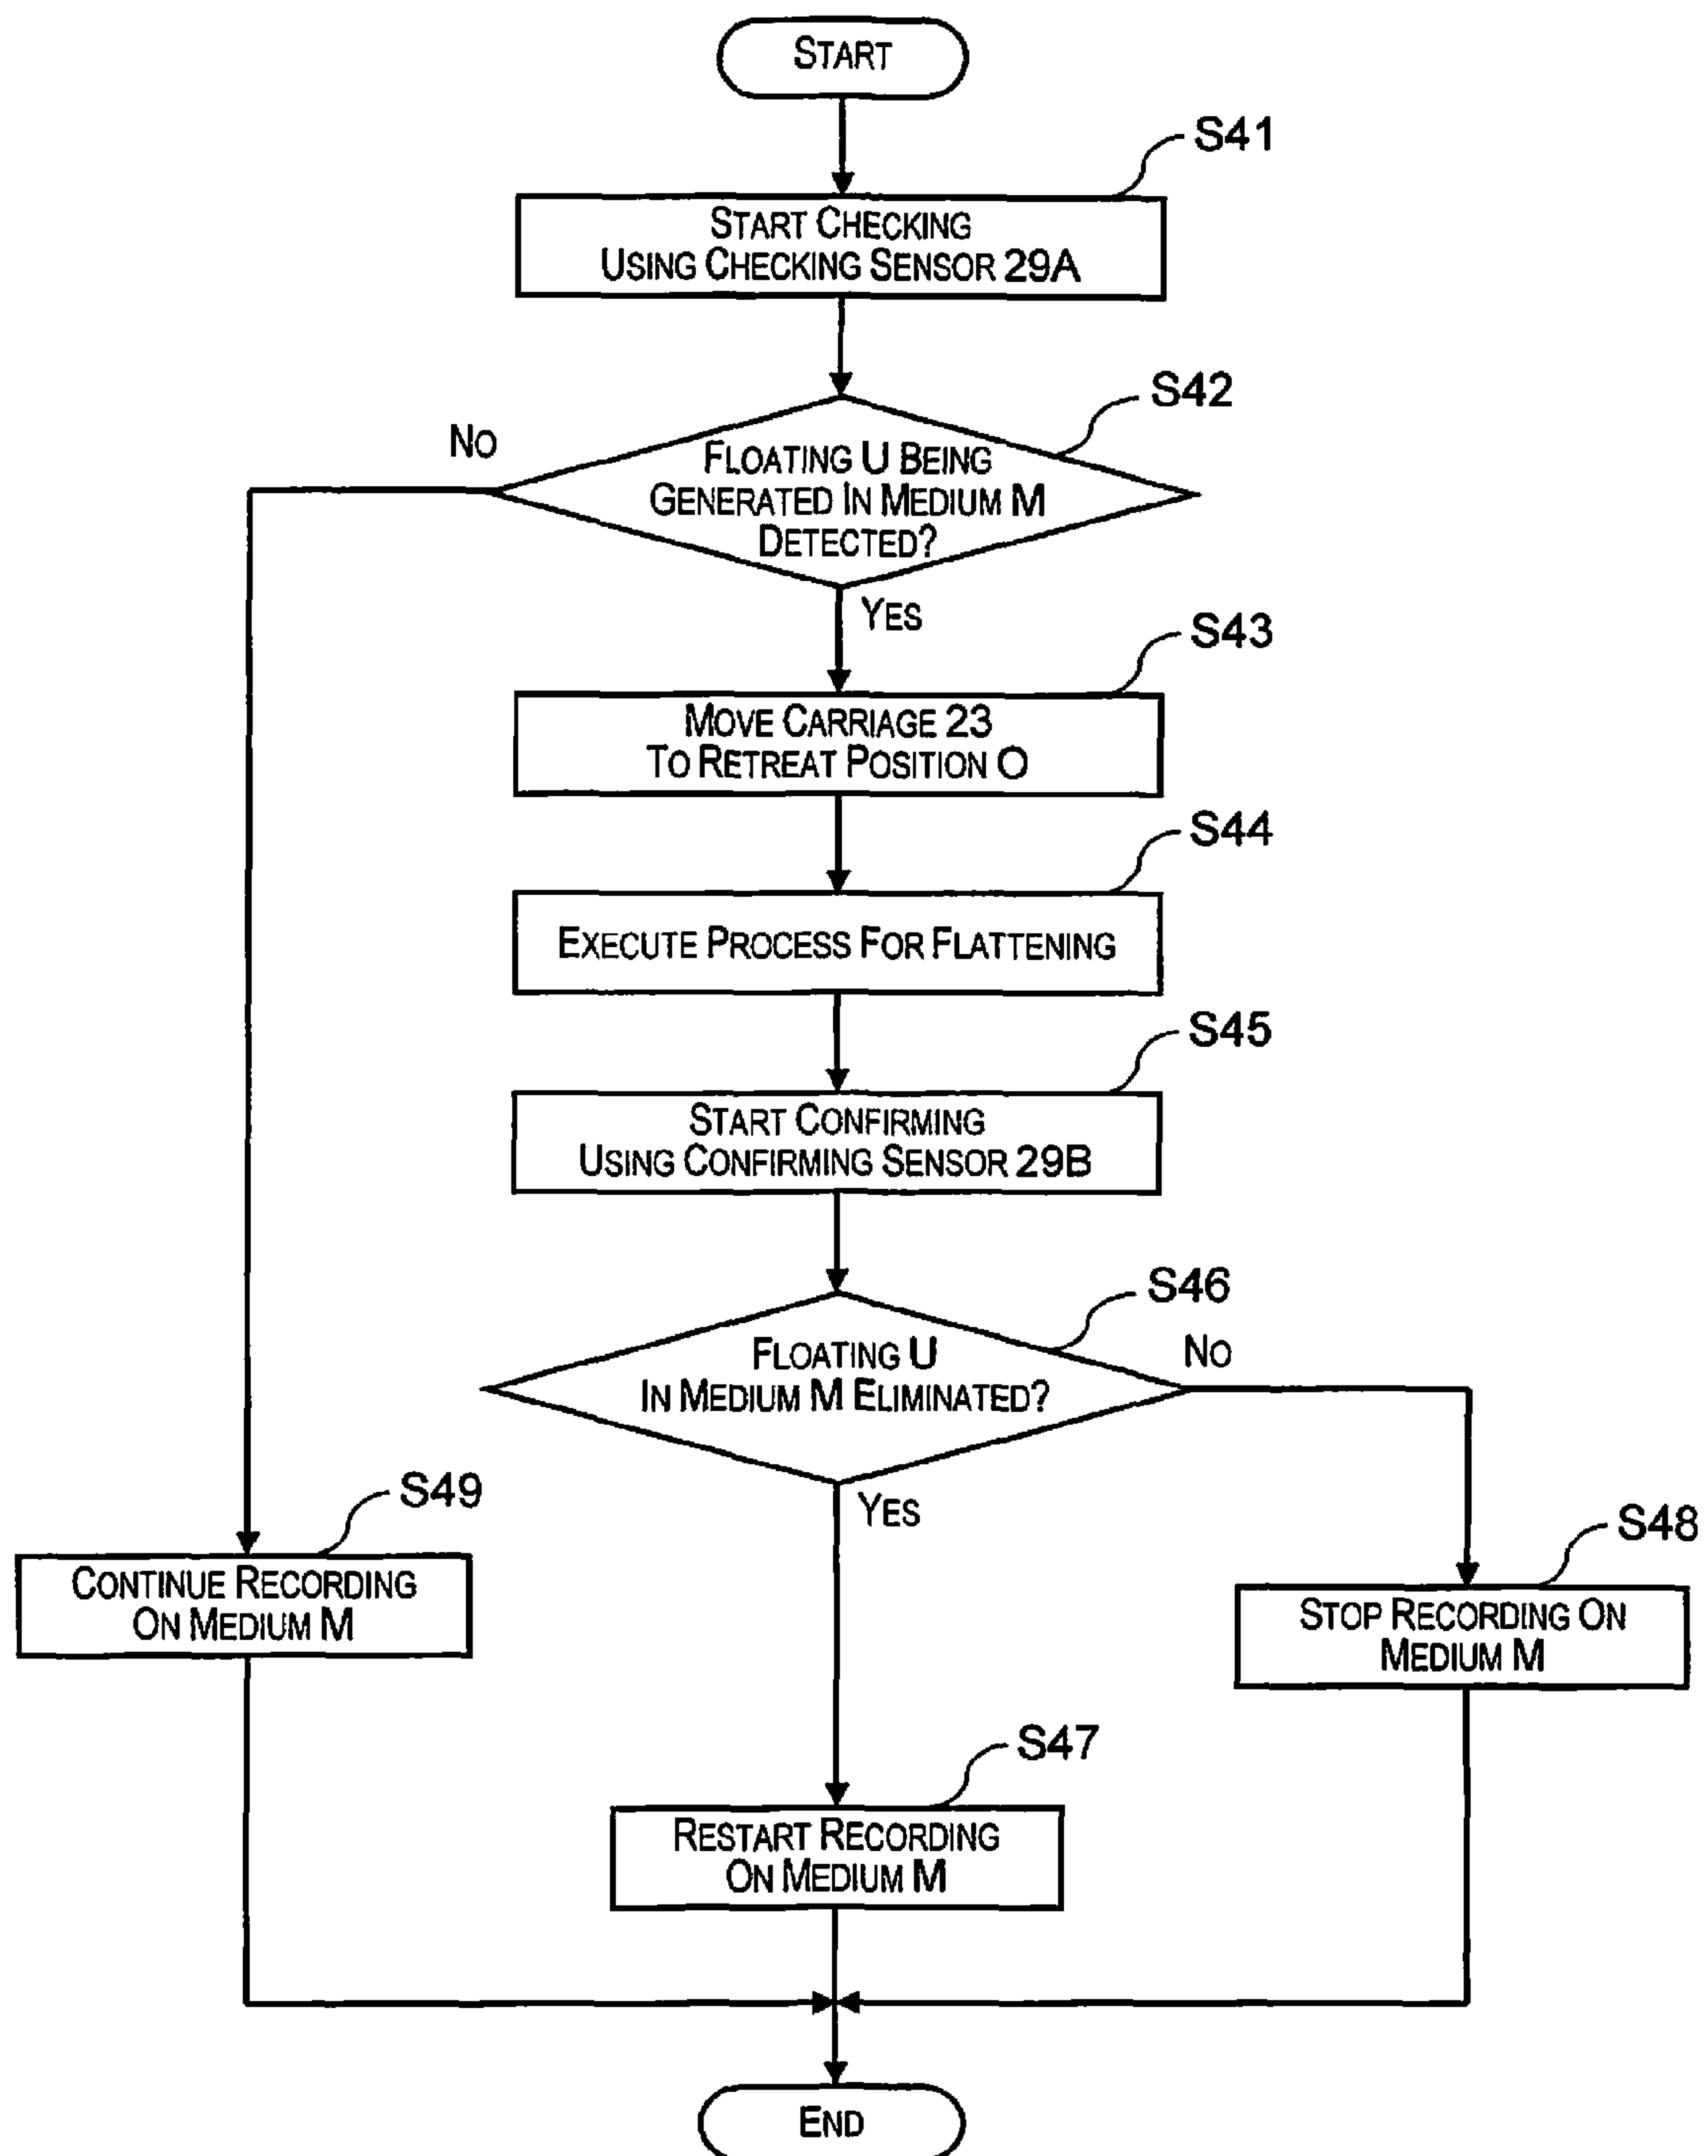 START
S41
START CHECKING
USING CHECKING SENSOR 29A
S42
NO
FLOATING U BEING
GENERATED IN MEDIUM M
DETECTED?
YES
S43
MOVE CARRIAGE 23
TO RETREAT POSITION O
S44
EXECUTE PROCESS FOR FLATTENING
S45
START CONFIRMING
USING CONFIRMING SENSOR 29B
S46
FLOATING U
IN MEDIUM M ELIMINATED?
NO
YES
S49
CONTINUE RECORDING
ON MEDIUM M
S48
STOP RECORDING ON
MEDIUM M
S47
RESTART RECORDING
ON MEDIUM M
END